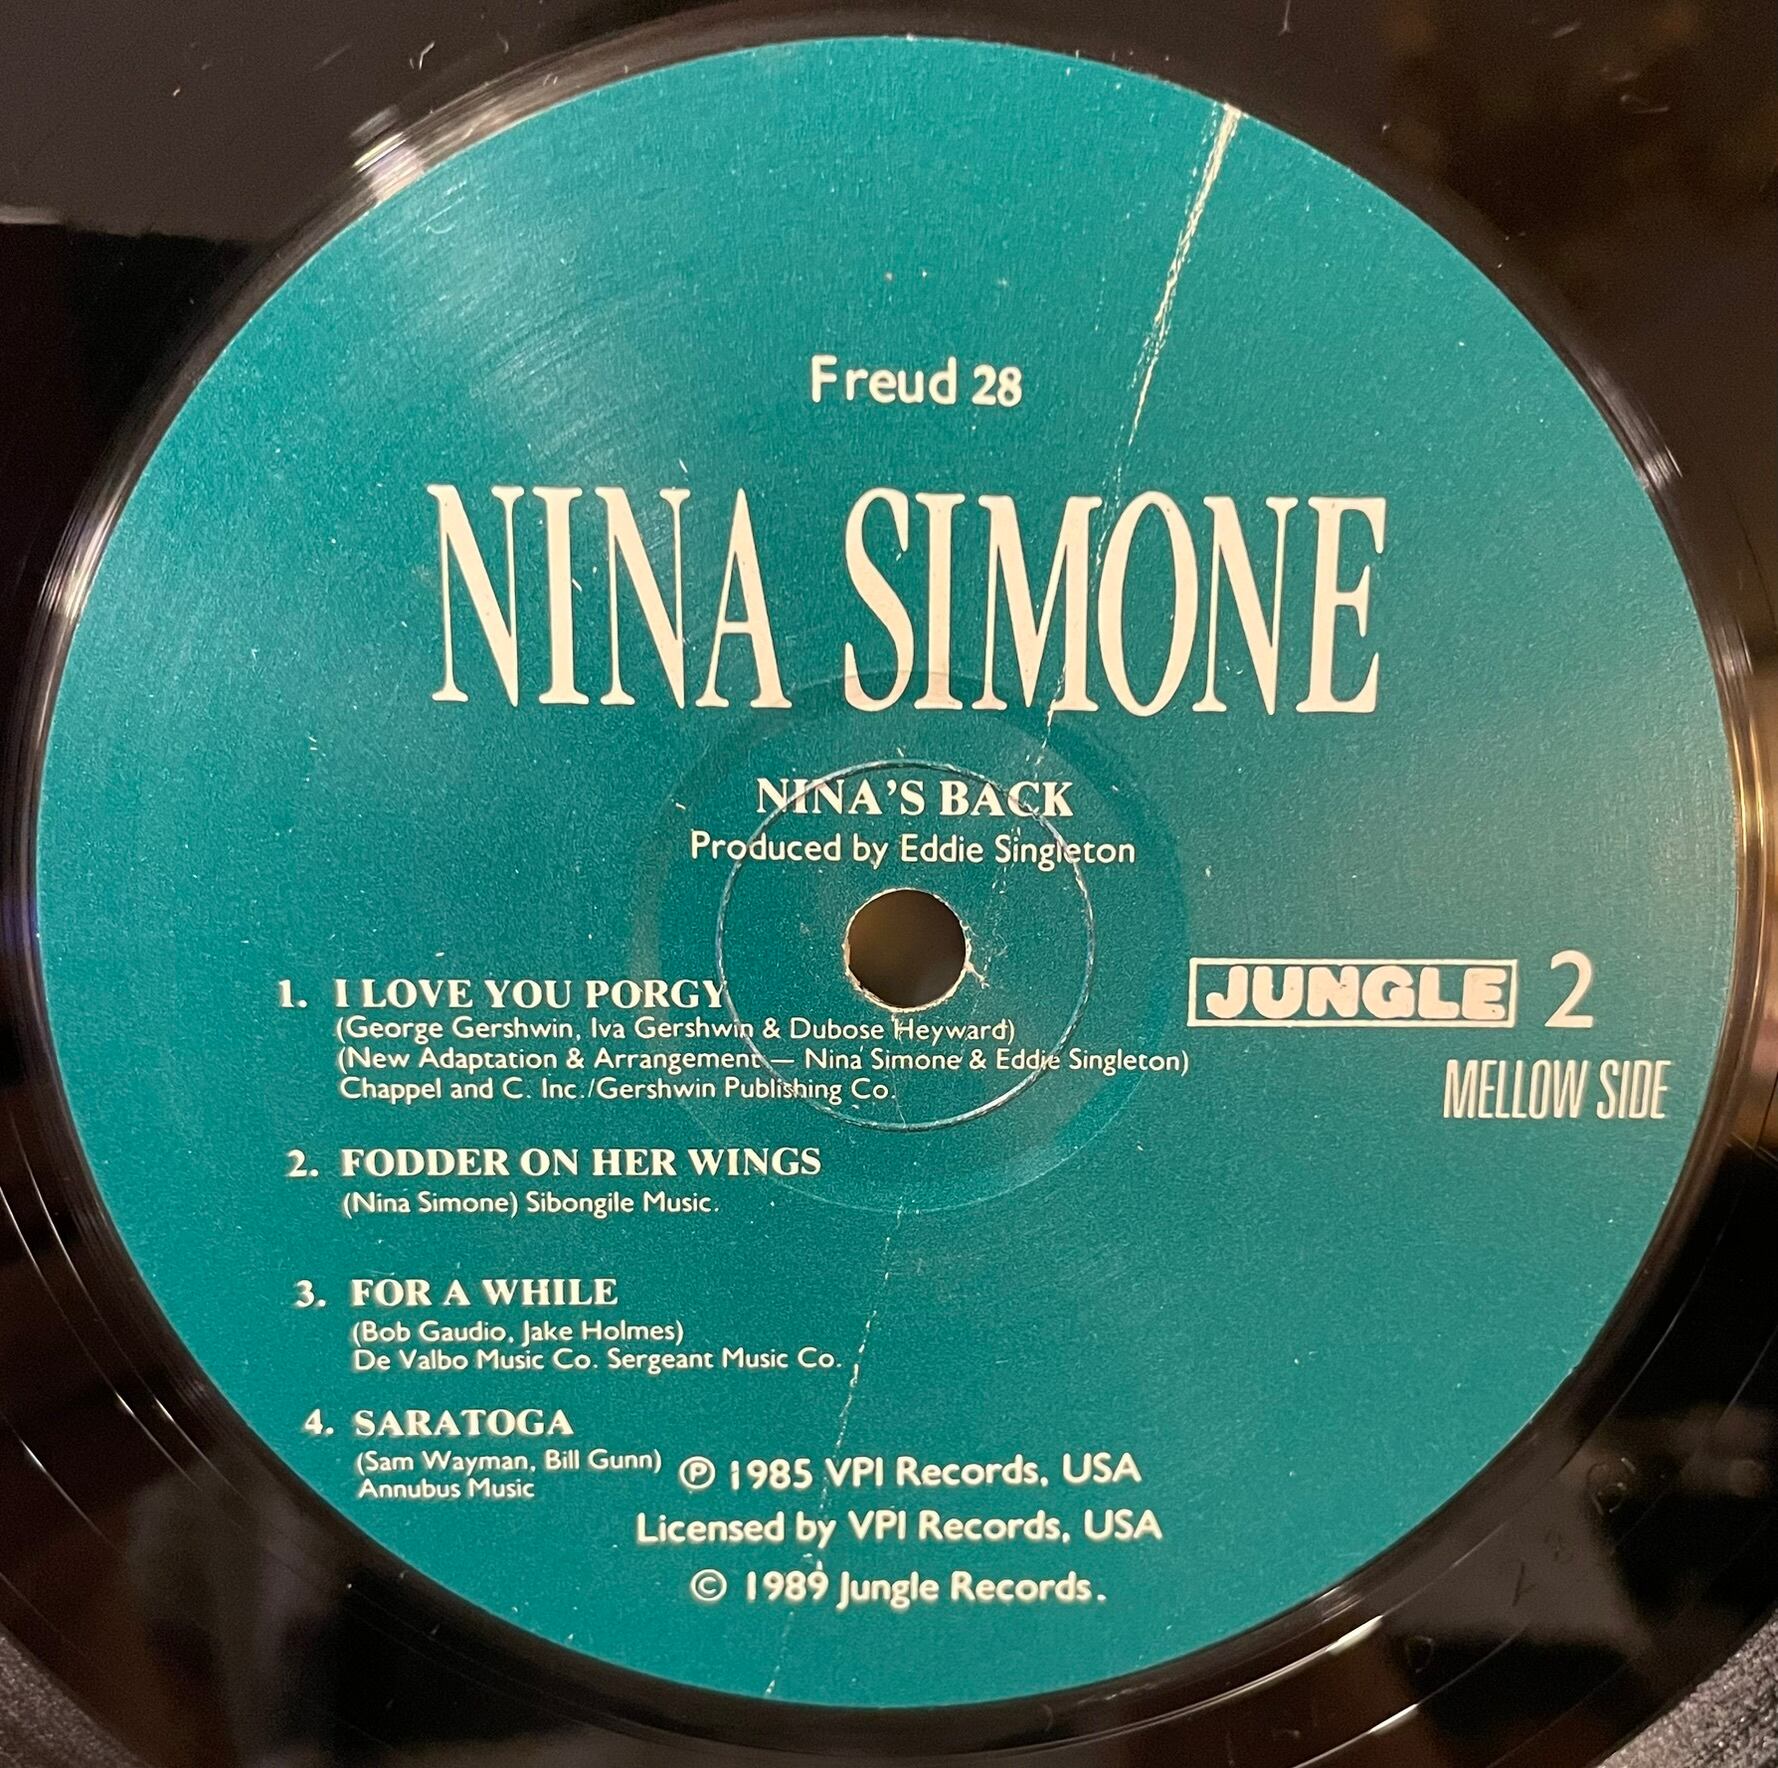 Freud 28
NINA SIMONE
NINA'S BACK
Produced by Eddie Singleton
JUNGLE 2
MELLOW SIDE
1. I LOVE YOU PORGY
(George Gershwin, Iva Gershwin & Dubose Heyward)
(New Adaptation & Arrangement — Nina Simone & Eddie Singleton)
Chappel and C. Inc./Gershwin Publishing Co.
2. FODDER ON HER WINGS
(Nina Simone) Sibongile Music.
3. FOR A WHILE
(Bob Gaudio, Jake Holmes)
De Valbo Music Co. Sergeant Music Co.
4. SARATOGA
(Sam Wayman, Bill Gunn)
Annubus Music
℗ 1985 VPI Records, USA
Licensed by VPI Records, USA
© 1989 Jungle Records.